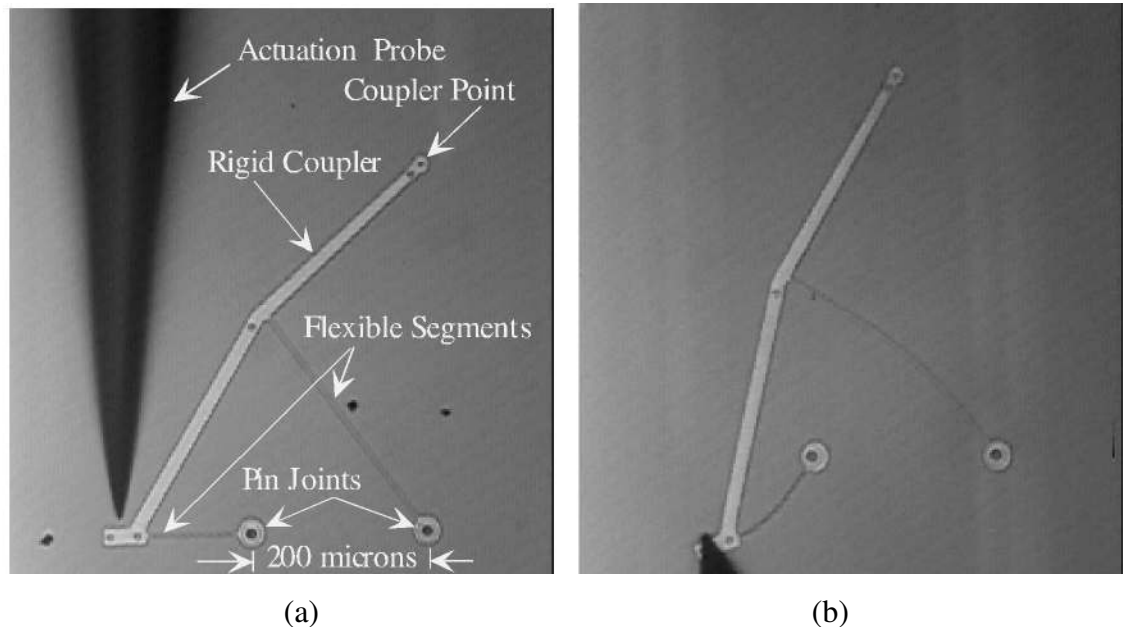 Actuation Probe
Coupler Point
Rigid Coupler
Flexible Segments
Pin Joints
200 microns
(a)
(b)